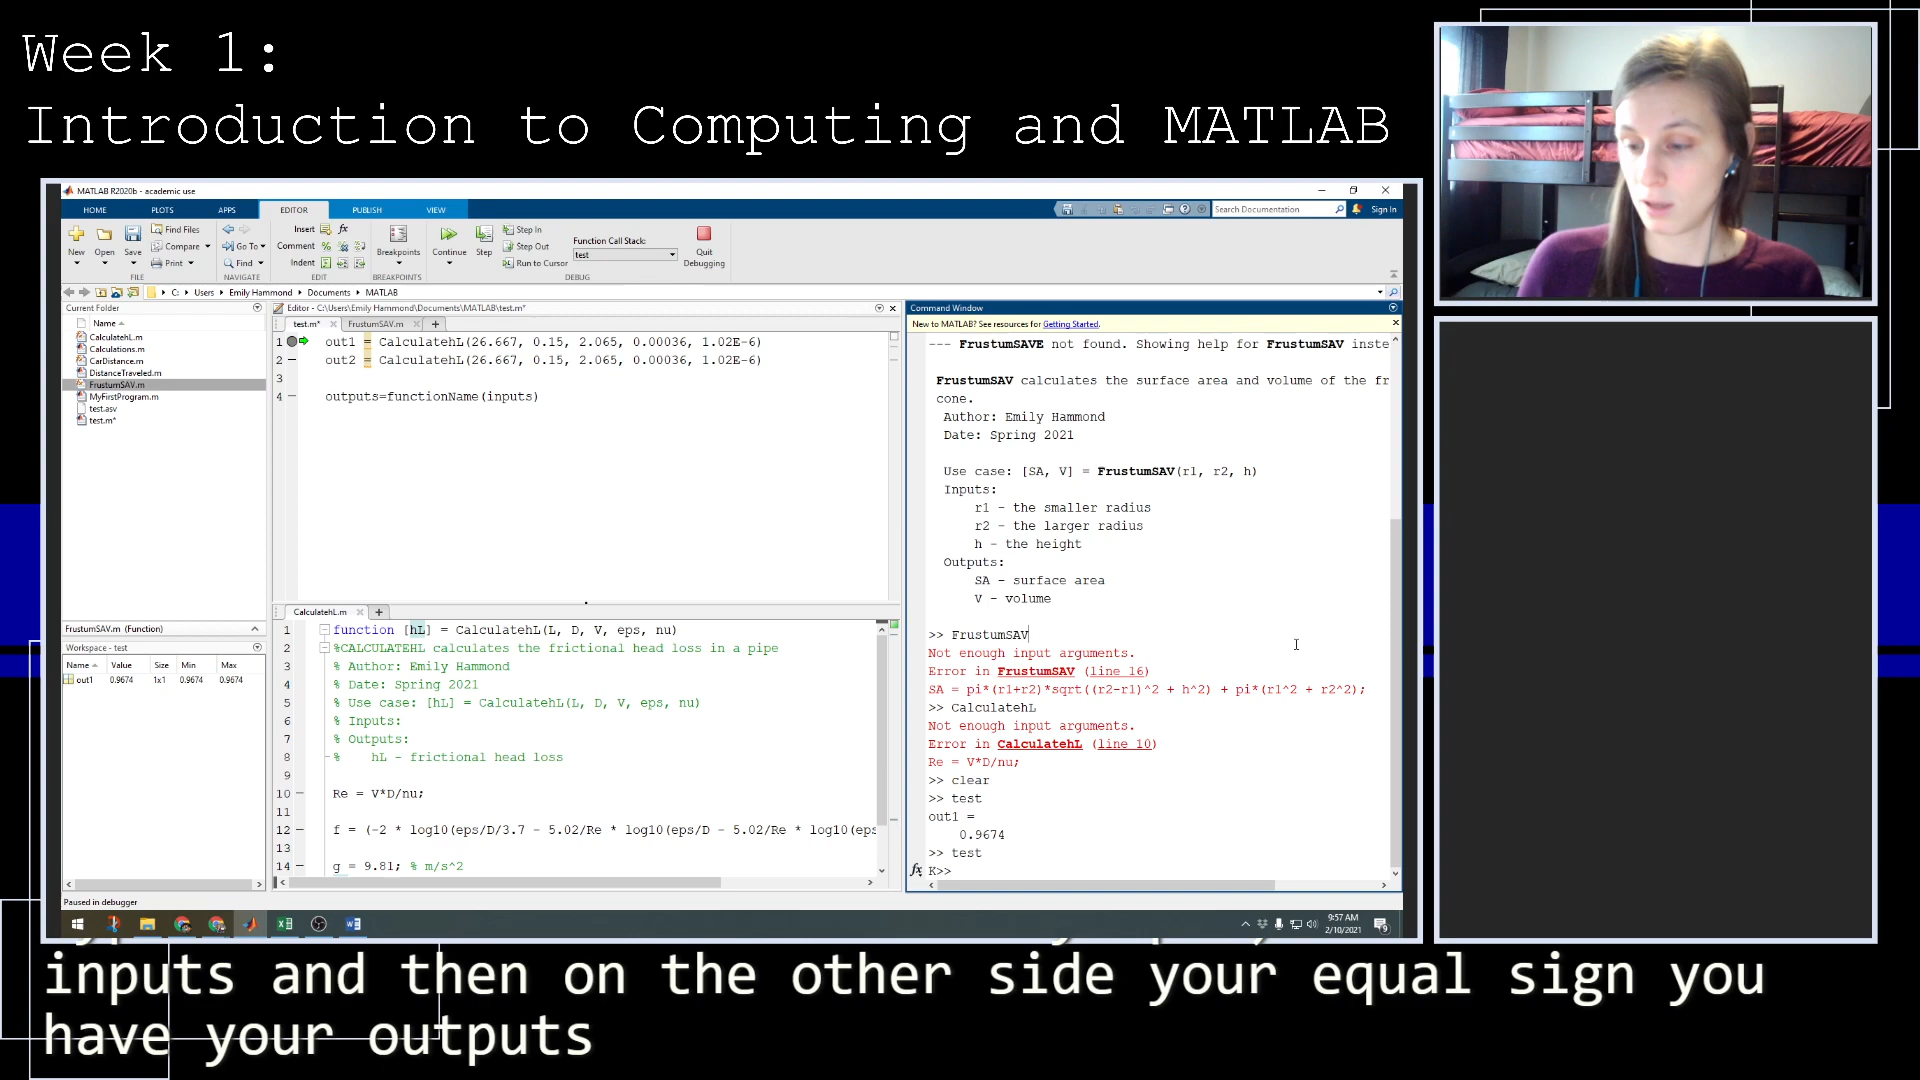 Week 1:
Introduction to Computing and MATLAB
MATLAB R2020b - academic use
HOME PLOTS APPS EDITOR PUBLISH VIEW
Search Documentation
Sign In
New
Open
Save
Find Files
Compare
Print
Go To
Find
Insert
Comment
Indent
Breakpoints
Continue
Step
Step In
Step Out
Run to Cursor
Function Call Stack:
test
Quit
Debugging
FILE NAVIGATE EDIT BREAKPOINTS DEBUG
C: Users Emily Hammond Documents MATLAB
Current Folder
Name
CalculatehL.m
Calculations.m
CarDistance.m
DistanceTraveled.m
FrustumSAV.m
MyFirstProgram.m
test.asv
test.m*
FrustumSAV.m (Function)
Workspace - test
Name Value Size Min Max
out1 0.9674 1x1 0.9674 0.9674
Editor - C:\Users\Emily Hammond\Documents\MATLAB\test.m*
test.m* FrustumSAV.m +
1 out1 = CalculatehL(26.667, 0.15, 2.065, 0.00036, 1.02E-6)
2 out2 = CalculatehL(26.667, 0.15, 2.065, 0.00036, 1.02E-6)
3
4 outputs=functionName(inputs)
CalculatehL.m +
1 function [hL] = CalculatehL(L, D, V, eps, nu)
2 %CALCULATEHL calculates the frictional head loss in a pipe
3 % Author: Emily Hammond
4 % Date: Spring 2021
5 % Use case: [hL] = CalculatehL(L, D, V, eps, nu)
6 % Inputs:
7 % Outputs:
8 % hL - frictional head loss
9
10 Re = V*D/nu;
11
12 f = (-2 * log10(eps/D/3.7 - 5.02/Re * log10(eps/D - 5.02/Re * log10(eps
13
14 g = 9.81; % m/s^2
Command Window
New to MATLAB? See resources for Getting Started.
--- FrustumSAVE not found. Showing help for FrustumSAV inste
FrustumSAV calculates the surface area and volume of the fr
cone.
Author: Emily Hammond
Date: Spring 2021
Use case: [SA, V] = FrustumSAV(r1, r2, h)
Inputs:
r1 - the smaller radius
r2 - the larger radius
h - the height
Outputs:
SA - surface area
V - volume
>> FrustumSAV
Not enough input arguments.
Error in FrustumSAV (line 16)
SA = pi*(r1+r2)*sqrt((r2-r1)^2 + h^2) + pi*(r1^2 + r2^2);
>> CalculatehL
Not enough input arguments.
Error in CalculatehL (line 10)
Re = V*D/nu;
>> clear
>> test
out1 =
0.9674
>> test
fx K>>
Paused in debugger
9:57 AM
2/10/2021
inputs and then on the other side your equal sign you
have your outputs